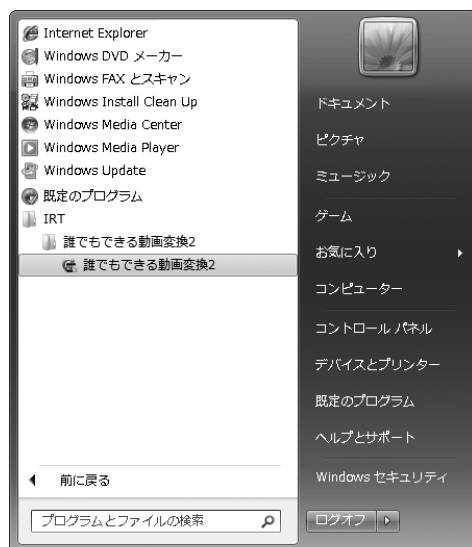 Internet Explorer
Windows DVD メーカー
Windows FAX とスキャン
Windows Install Clean Up
Windows Media Center
Windows Media Player
Windows Update
既定のプログラム
IRT
誰でもできる動画変換2
誰でもできる動画変換2
前に戻る
プログラムとファイルの検索
ドキュメント
ピクチャ
ミュージック
ゲーム
お気に入り
コンピューター
コントロール パネル
デバイスとプリンター
既定のプログラム
ヘルプとサポート
Windows セキュリティ
ログオフ